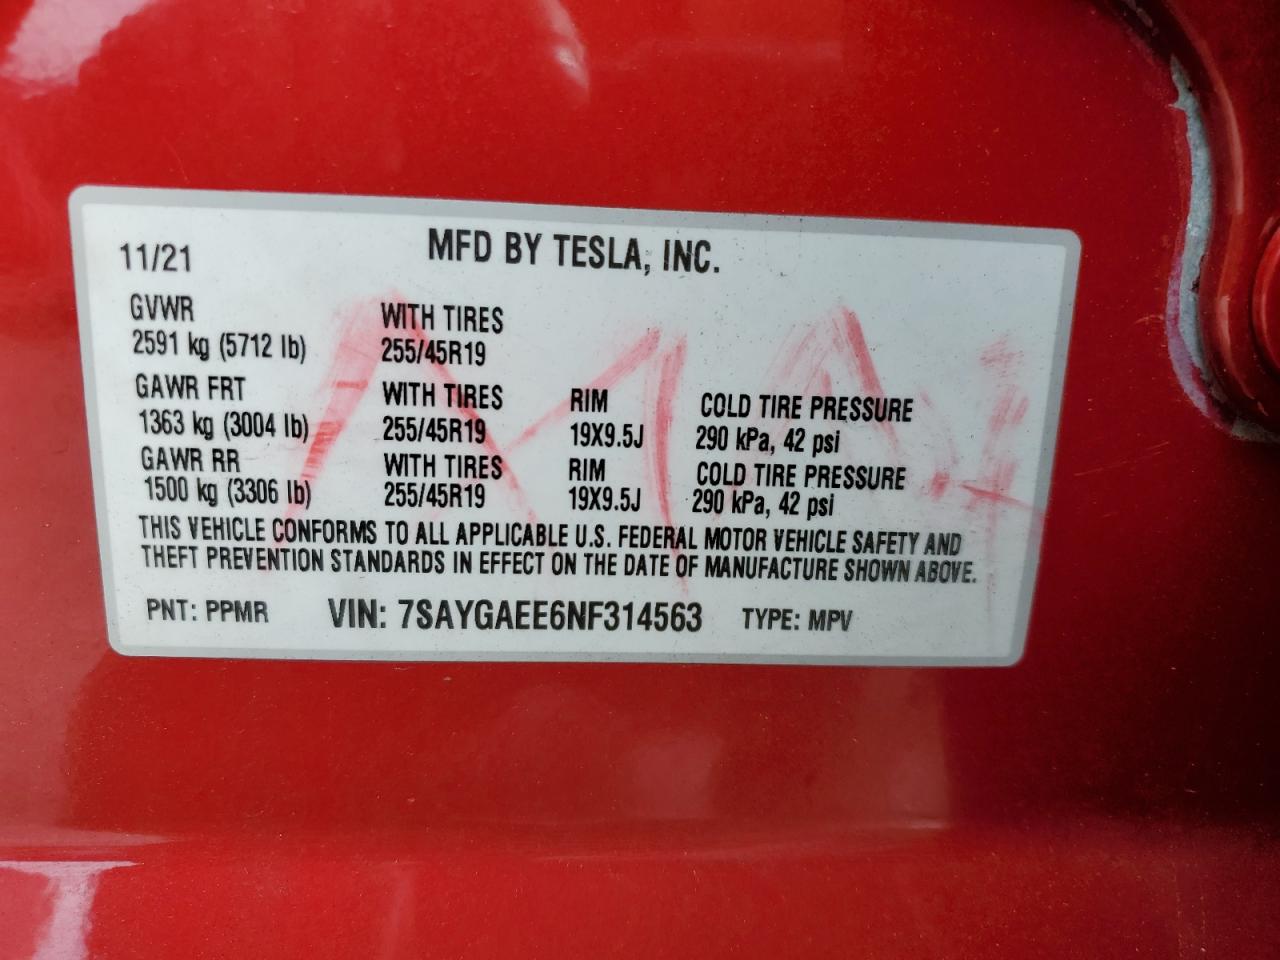 11/21 MFD BY TESLA, INC.
GVWR WITH TIRES
2591 kg (5712 lb) 255/45R19
GAWR FRT WITH TIRES RIM COLD TIRE PRESSURE
1363 kg (3004 lb) 255/45R19 19X9.5J 290 kPa, 42 psi
GAWR RR WITH TIRES RIM COLD TIRE PRESSURE
1500 kg (3306 lb) 255/45R19 19X9.5J 290 kPa, 42 psi
THIS VEHICLE CONFORMS TO ALL APPLICABLE U.S. FEDERAL MOTOR VEHICLE SAFETY AND
THEFT PREVENTION STANDARDS IN EFFECT ON THE DATE OF MANUFACTURE SHOWN ABOVE.
PNT: PPMR VIN: 7SAYGAEE6NF314563 TYPE: MPV